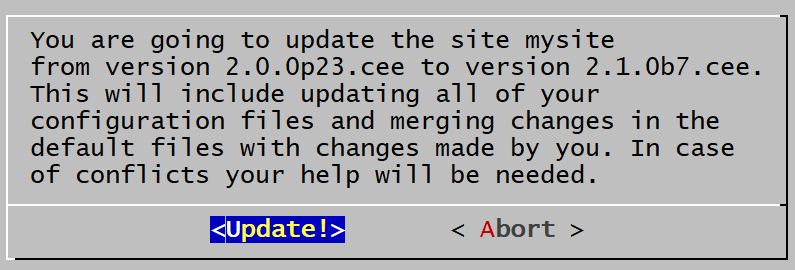 You are going to update the site mysite
from version 2.0.0p23.cee to version 2.1.0b7.cee.
This will include updating all of your
configuration files and merging changes in the
default files with changes made by you. In case
of conflicts your help will be needed.
<Update!> < Abort >